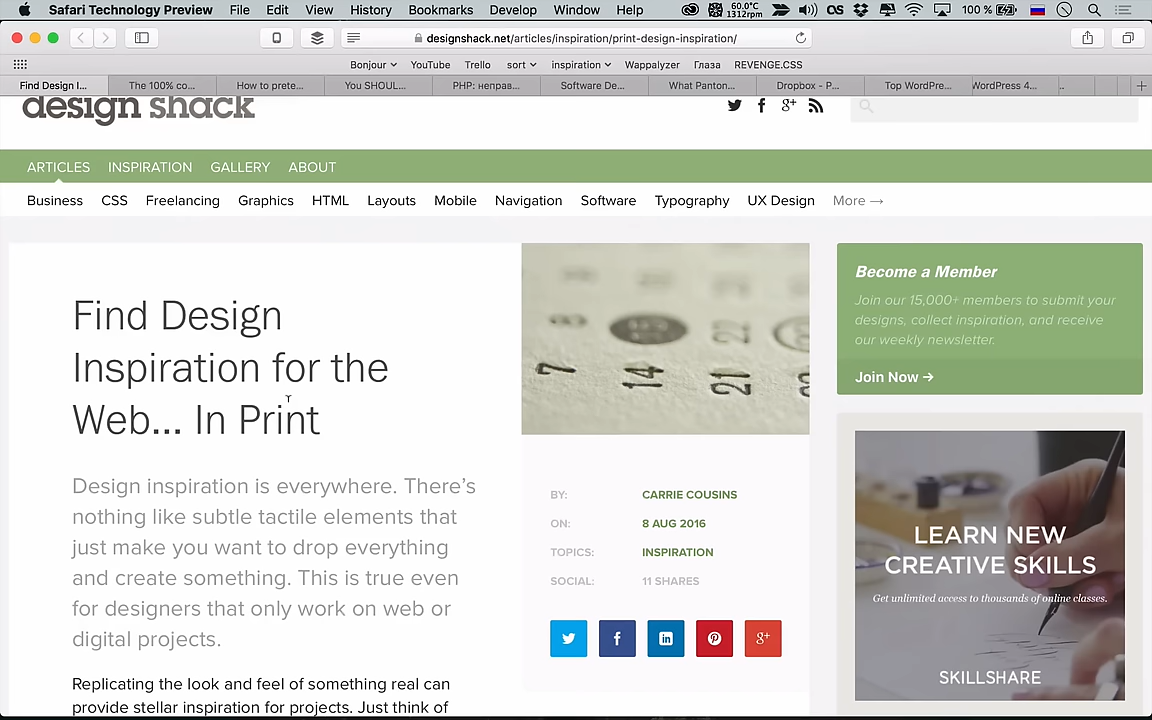 Safari Technology Preview File Edit View History Bookmarks Develop Window Help 60.0°C 1312rpm 100 %
designshack.net/articles/inspiration/print-design-inspiration/
Bonjour YouTube Trello sort inspiration Wappalyzer Глаза REVENGE.CSS
Find Design I... The 100% co... How to prete... You SHOUL... PHP: неправ... Software De... What Panton... Dropbox - P... Top WordPre... WordPress 4... ..
design shack
ARTICLES INSPIRATION GALLERY ABOUT
Business CSS Freelancing Graphics HTML Layouts Mobile Navigation Software Typography UX Design More →
Find Design
Inspiration for the
Web... In Print
Design inspiration is everywhere. There's
nothing like subtle tactile elements that
just make you want to drop everything
and create something. This is true even
for designers that only work on web or
digital projects.
Replicating the look and feel of something real can
provide stellar inspiration for projects. Just think of
7 14 21
BY: CARRIE COUSINS
ON: 8 AUG 2016
TOPICS: INSPIRATION
SOCIAL: 11 SHARES
Become a Member
Join our 15,000+ members to submit your
designs, collect inspiration, and receive
our weekly newsletter.
Join Now →
LEARN NEW
CREATIVE SKILLS
Get unlimited access to thousands of online classes.
SKILLSHARE